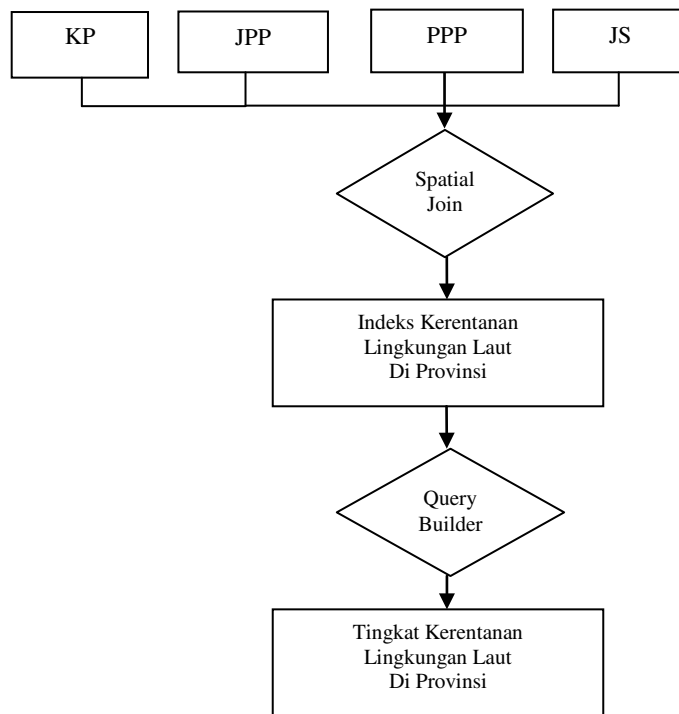 KP
JPP
PPP
JS
Spatial
Join
Indeks Kerentanan
Lingkungan Laut
Di Provinsi
Query
Builder
Tingkat Kerentanan
Lingkungan Laut
Di Provinsi